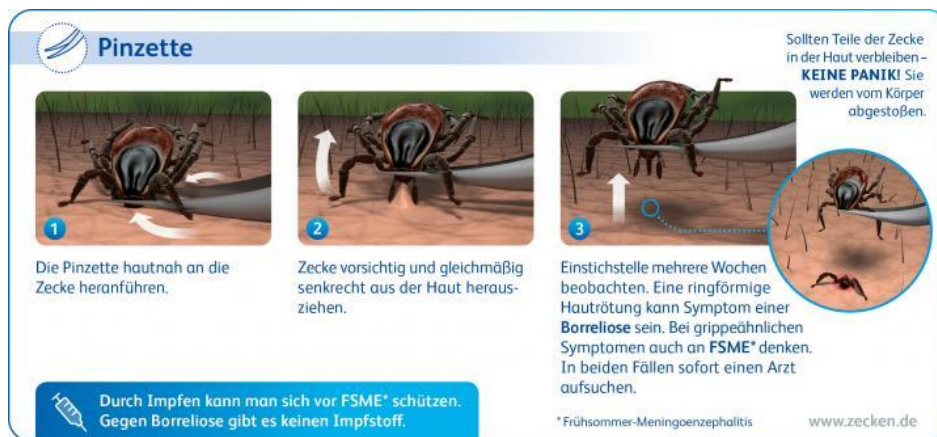 Pinzette
Sollten Teile der Zecke
in der Haut verbleiben –
KEINE PANIK! Sie
werden vom Körper
abgestoßen.
1
Die Pinzette hautnah an die
Zecke heranführen.
2
Zecke vorsichtig und gleichmäßig
senkrecht aus der Haut heraus-
ziehen.
3
Einstichstelle mehrere Wochen
beobachten. Eine ringförmige
Hautrötung kann Symptom einer
Borreliose sein. Bei grippeähnlichen
Symptomen auch an FSME* denken.
In beiden Fällen sofort einen Arzt
aufsuchen.
Durch Impfen kann man sich vor FSME* schützen.
Gegen Borreliose gibt es keinen Impfstoff.
* Frühsommer-Meningoenzephalitis
www.zecken.de